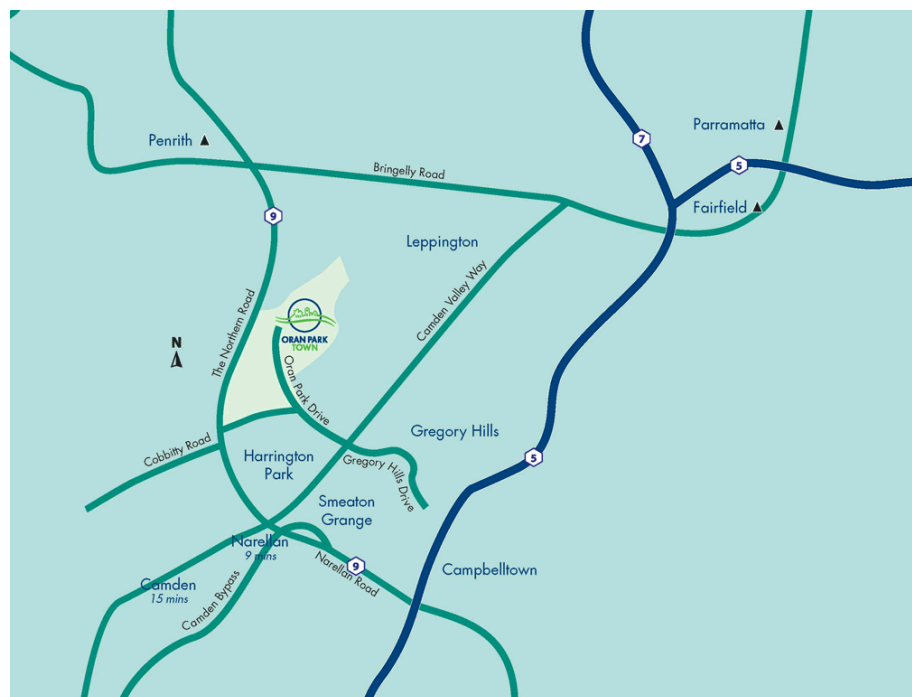 7
Parramatta
5
Penrith
Bringelly Road
Fairfield
9
Leppington
Camden Valley Way
The Northern Road
ORAN PARK
TOWN
N
Oran Park Drive
Gregory Hills
Cobbitty Road
Harrington
Park
Gregory Hills Drive
5
Smeaton
Grange
Narellan
9 mins
Narellan Road
9
Campbelltown
Camden
15 mins
Camden Bypass